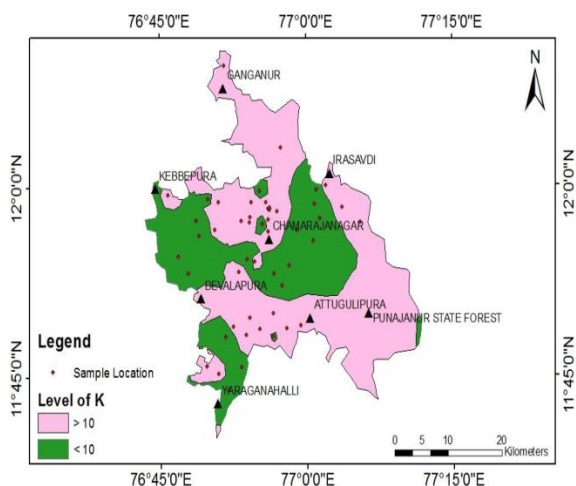 76°45'0"E 77°0'0"E 77°15'0"E
N
GANGANUR
IRASAVDI
KEBBEPURA
12°0'0"N 12°0'0"N
CHAMARAJANAGAR
DEVALAPURA
ATTUGULIPURA
PUNAJANUR STATE FOREST
Legend
Sample Location
11°45'0"N 11°45'0"N
Level of K
YARAGANAHALLI
> 10
< 10
0 5 10 20
Kilometers
76°45'0"E 77°0'0"E 77°15'0"E